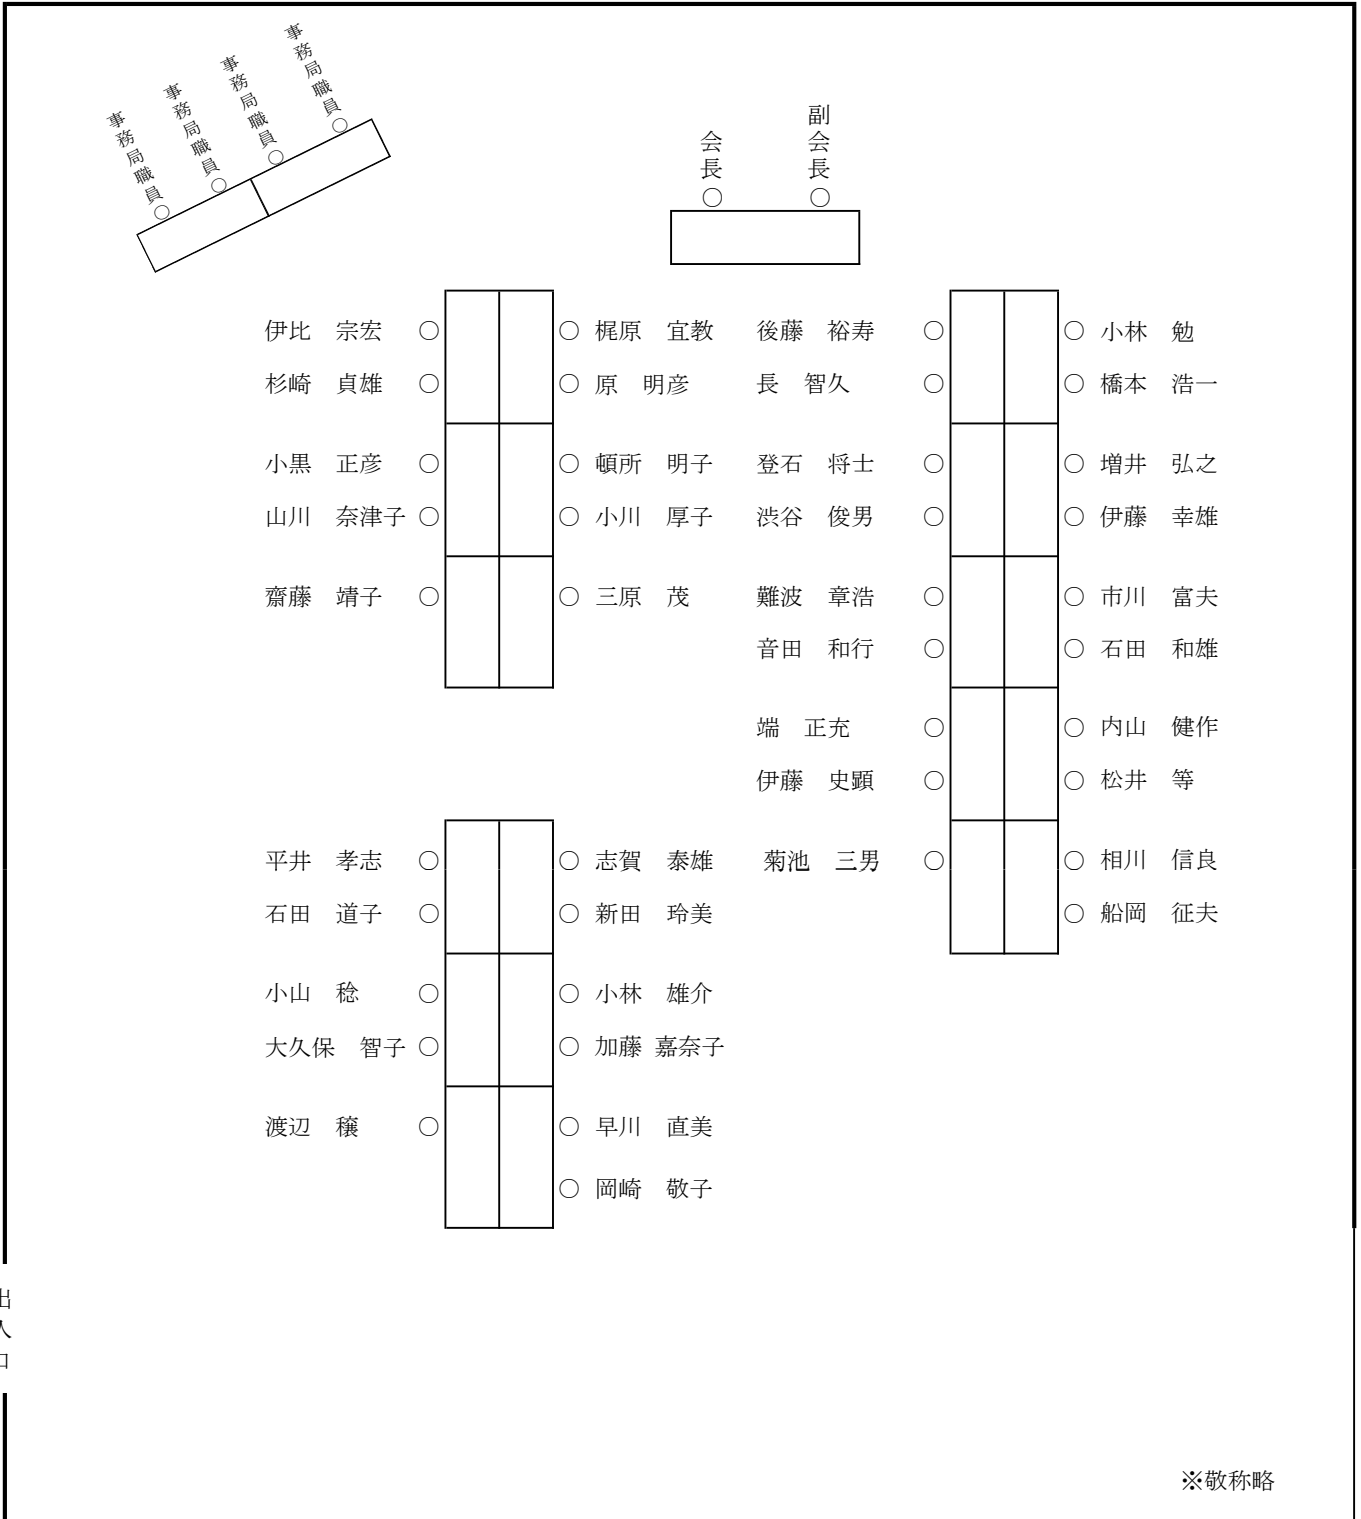 事務局職員○
事務局職員○
事務局職員○
事務局職員○
会長○
副会長○
伊比　宗宏　○　○　梶原　宜教　後藤　裕寿　○　○　小林　勉
杉崎　貞雄　○　○　原　明彦　長　智久　○　○　橋本　浩一
小黒　正彦　○　○　頓所　明子　登石　将士　○　○　増井　弘之
山川　奈津子　○　○　小川　厚子　渋谷　俊男　○　○　伊藤　幸雄
齋藤　靖子　○　○　三原　茂　難波　章浩　○　○　市川　富夫
音田　和行　○　○　石田　和雄
端　正充　○　○　内山　健作
伊藤　史顕　○　○　松井　等
平井　孝志　○　○　志賀　泰雄　菊池　三男　○　○　相川　信良
石田　道子　○　○　新田　玲美　○　船岡　征夫
小山　稔　○　○　小林　雄介
大久保　智子　○　○　加藤 嘉奈子
渡辺　穣　○　○　早川　直美
○　岡崎　敬子
出入口
※敬称略